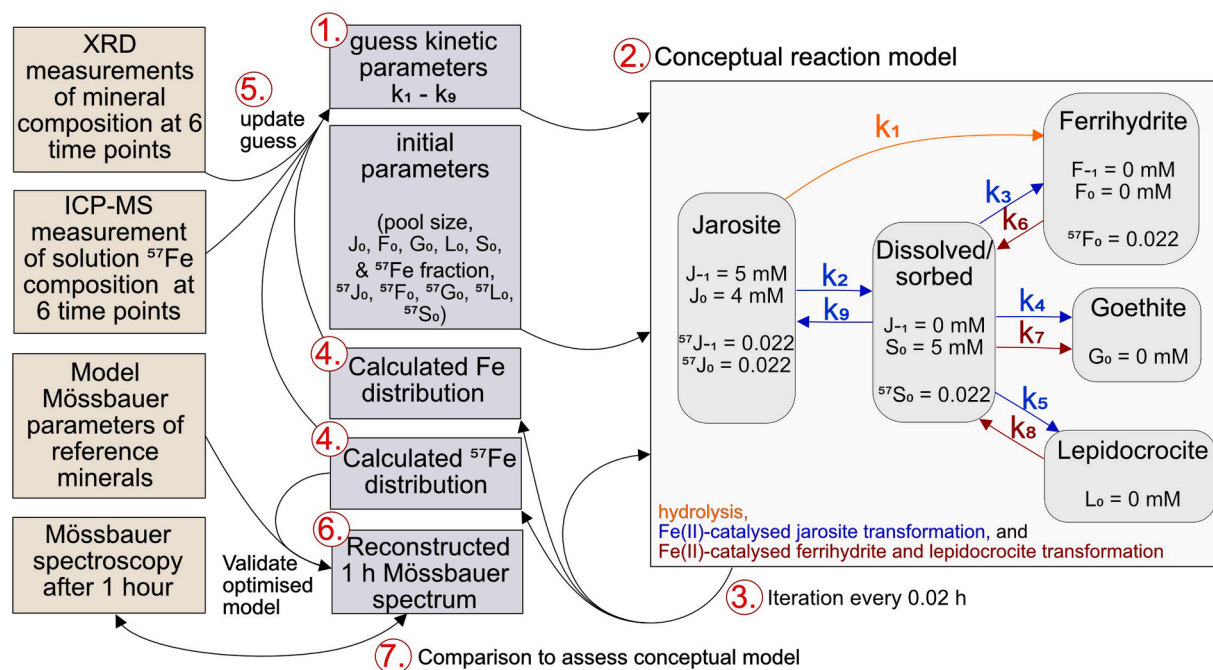 XRD
measurements
of mineral
composition at 6
time points
ICP-MS
measurement
of solution ⁵⁷Fe
composition at
6 time points
Model
Mössbauer
parameters of
reference
minerals
Mössbauer
spectroscopy
after 1 hour
5.
update
guess
1.
guess kinetic
parameters
k₁ - k₉
initial
parameters
(pool size,
J₀, F₀, G₀, L₀, S₀,
& ⁵⁷Fe fraction,
⁵⁷J₀, ⁵⁷F₀, ⁵⁷G₀, ⁵⁷L₀,
⁵⁷S₀)
4.
Calculated Fe
distribution
4.
Calculated ⁵⁷Fe
distribution
6.
Reconstructed
1 h Mössbauer
spectrum
Validate
optimised
model
2. Conceptual reaction model
k₁
Jarosite
J-₁ = 5 mM
J₀ = 4 mM
⁵⁷J-₁ = 0.022
⁵⁷J₀ = 0.022
k₂
k₉
Dissolved/
sorbed
J-₁ = 0 mM
S₀ = 5 mM
⁵⁷S₀ = 0.022
k₃
k₆
k₄
k₇
k₅
k₈
Ferrihydrite
F-₁ = 0 mM
F₀ = 0 mM
⁵⁷F₀ = 0.022
Goethite
G₀ = 0 mM
Lepidocrocite
L₀ = 0 mM
hydrolysis,
Fe(II)-catalysed jarosite transformation, and
Fe(II)-catalysed ferrihydrite and lepidocrocite transformation
3. Iteration every 0.02 h
7. Comparison to assess conceptual model